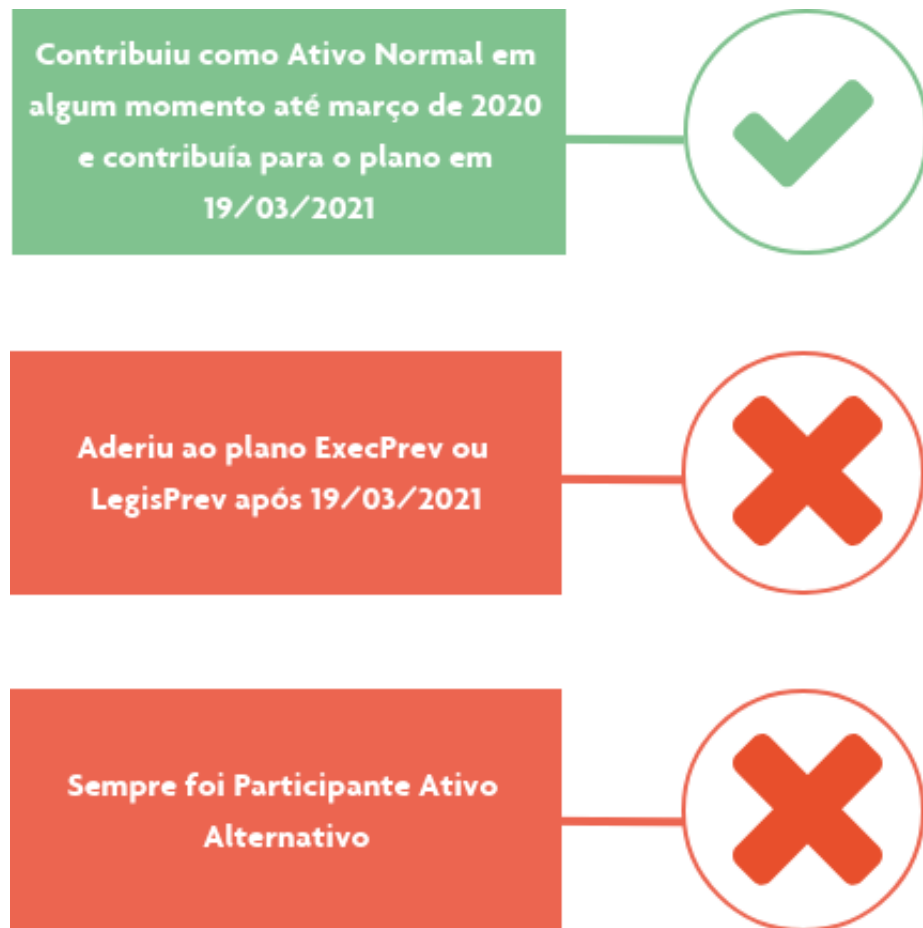 Contribuiu como Ativo Normal em
algum momento até março de 2020
e contribuía para o plano em
19/03/2021
Aderiu ao plano ExecPrev ou
LegisPrev após 19/03/2021
Sempre foi Participante Ativo
Alternativo